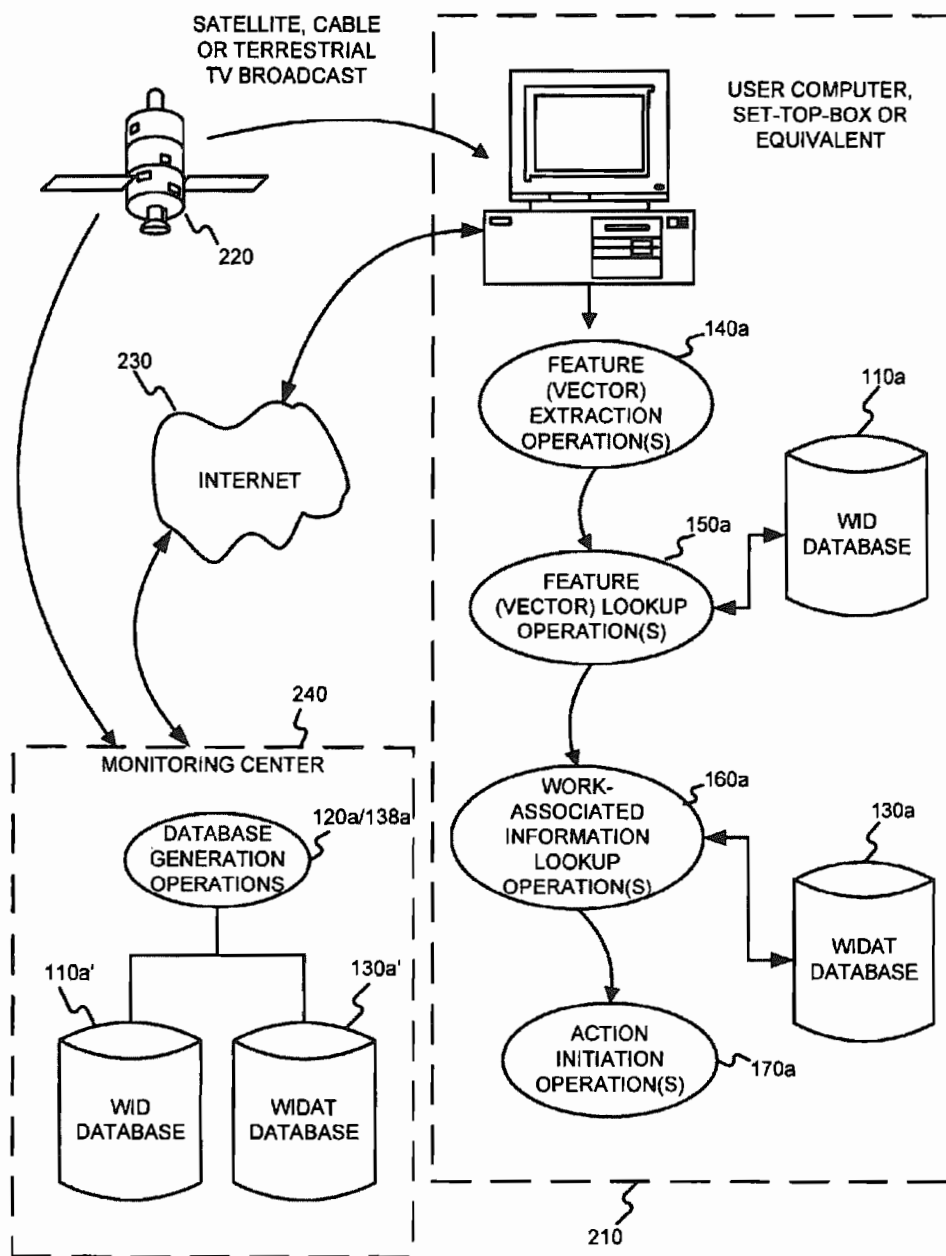 SATELLITE, CABLE
OR TERRESTRIAL
TV BROADCAST
220
USER COMPUTER,
SET-TOP-BOX OR
EQUIVALENT
140a
FEATURE
(VECTOR)
EXTRACTION
OPERATION(S)
110a
WID
DATABASE
230
INTERNET
150a
FEATURE
(VECTOR) LOOKUP
OPERATION(S)
240
MONITORING CENTER
120a/138a
DATABASE
GENERATION
OPERATIONS
110a'
WID
DATABASE
130a'
WIDAT
DATABASE
160a
WORK-
ASSOCIATED
INFORMATION
LOOKUP
OPERATION(S)
130a
WIDAT
DATABASE
ACTION
INITIATION
OPERATION(S)
170a
210